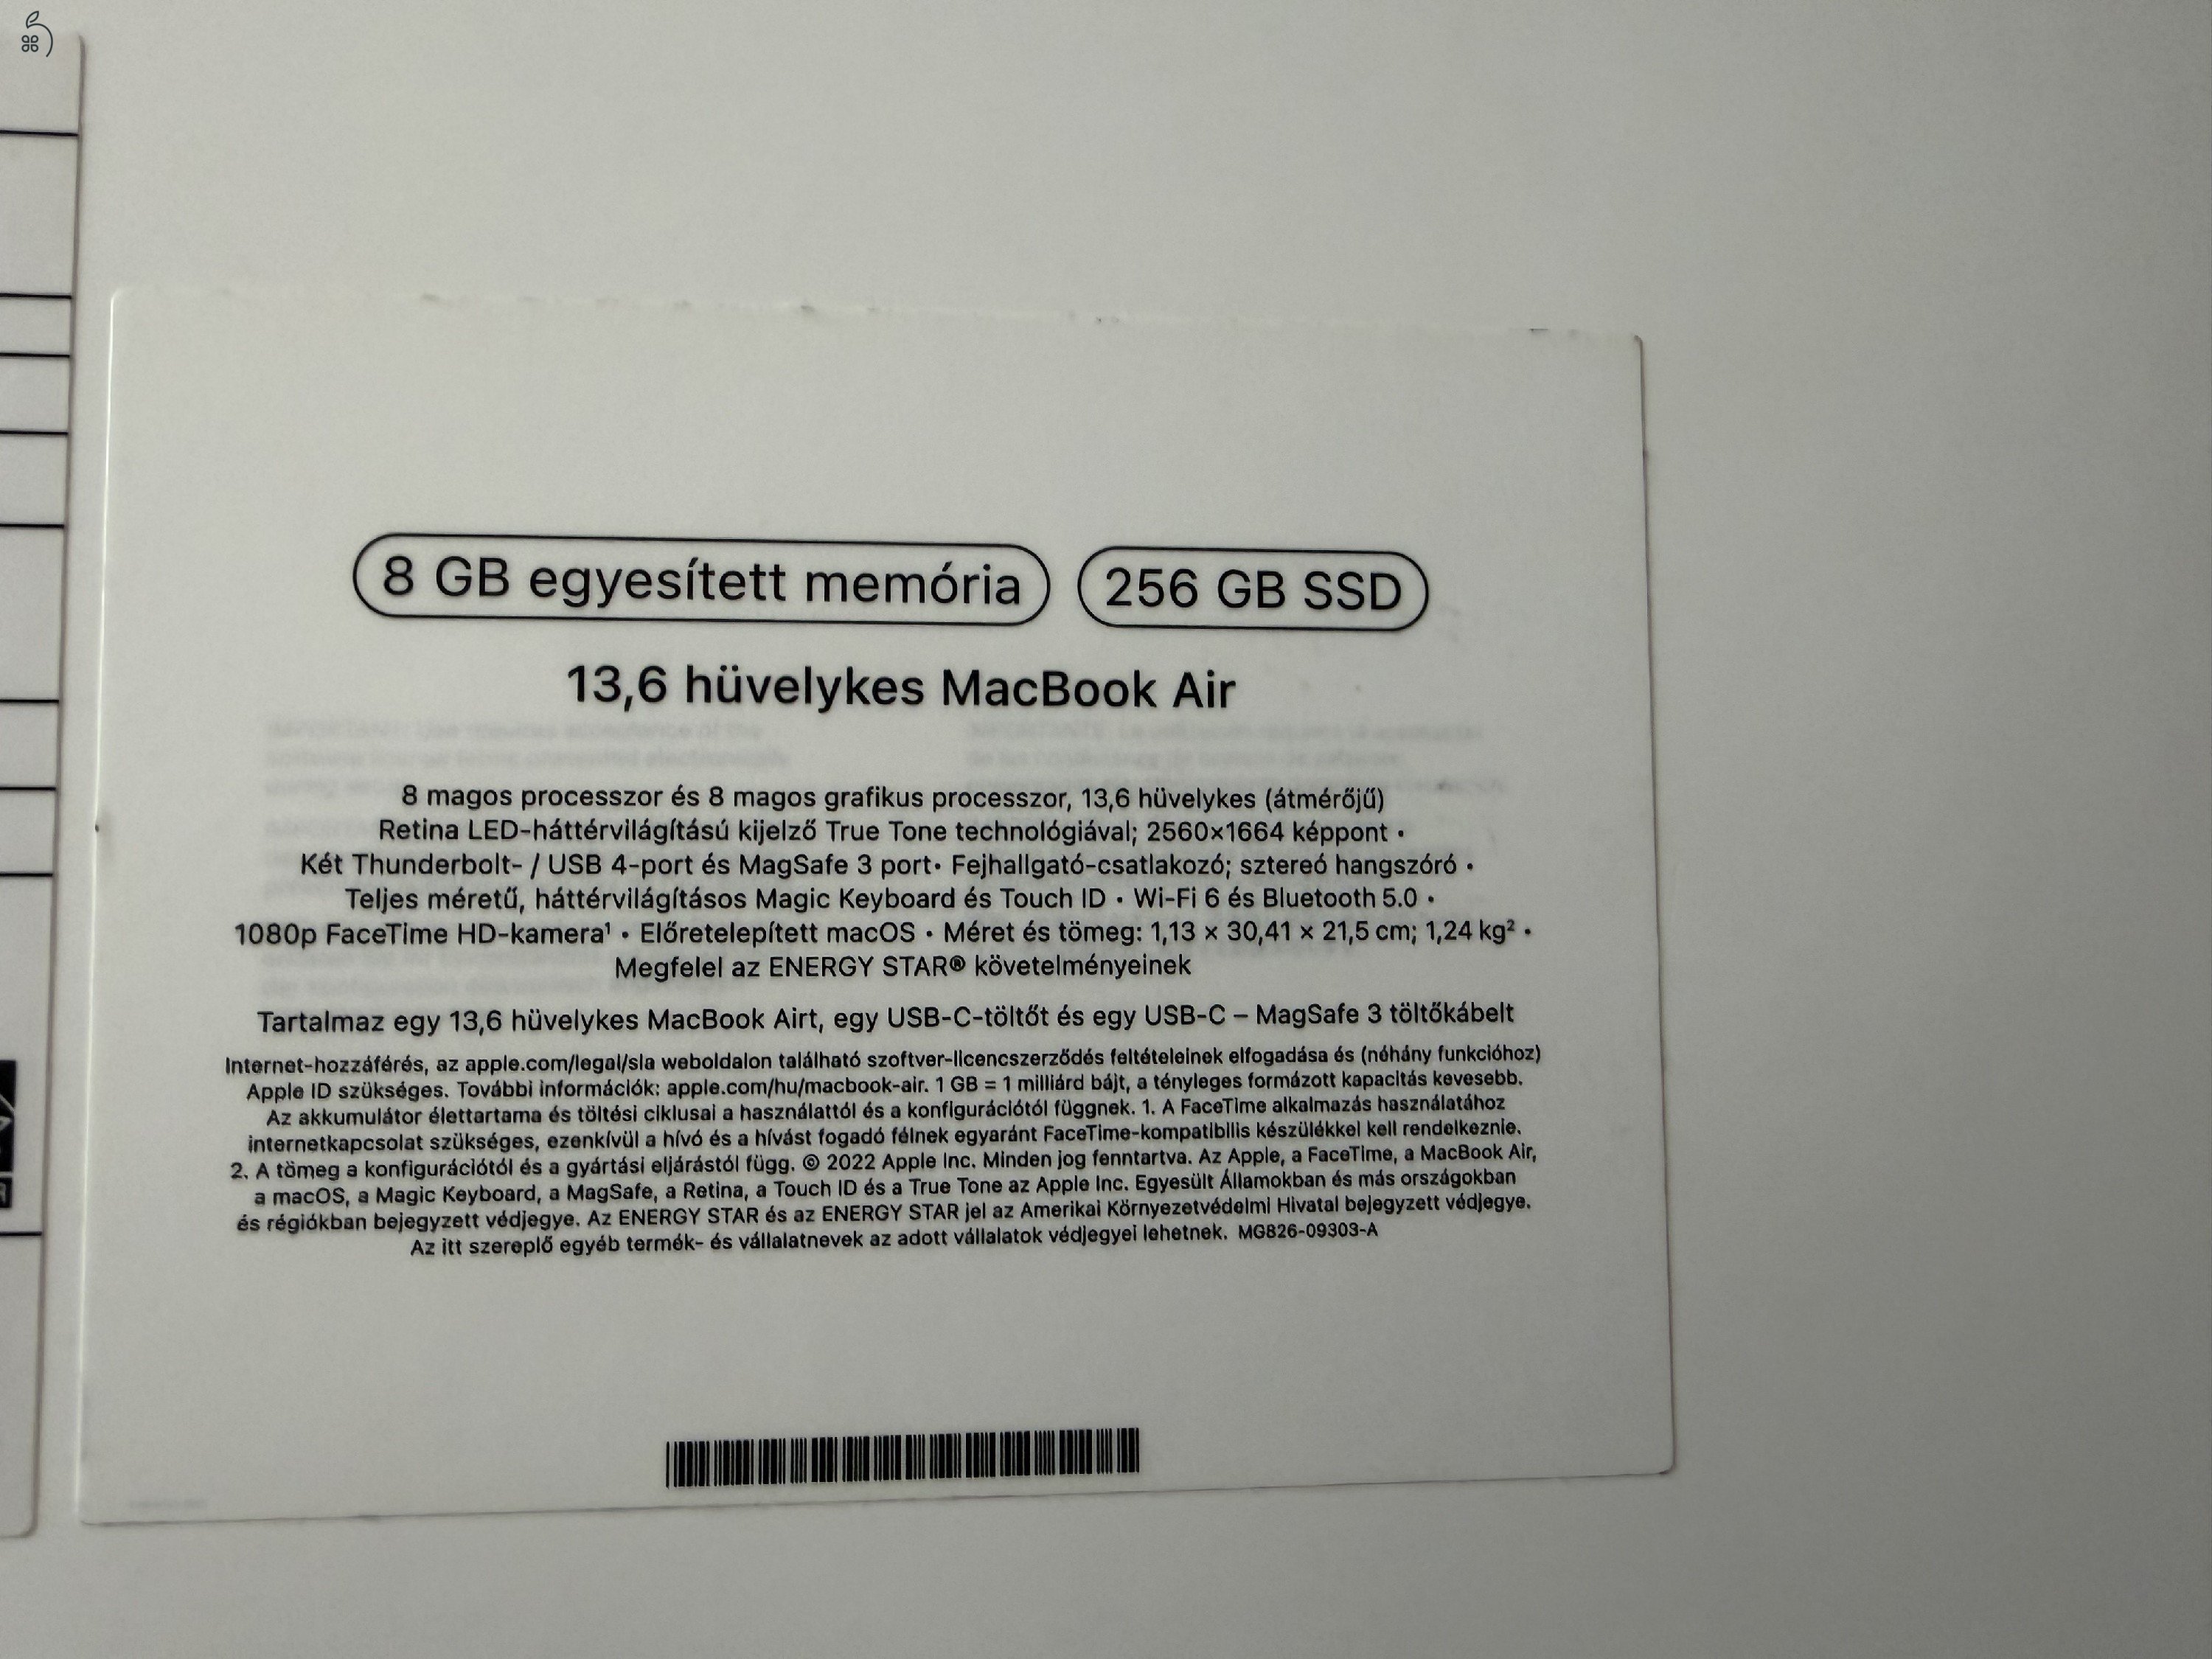 8 GB egyesített memória 256 GB SSD
13,6 hüvelykes MacBook Air
8 magos processzor és 8 magos grafikus processzor, 13,6 hüvelykes (átmérőjű)
Retina LED-háttérvilágítású kijelző True Tone technológiával; 2560×1664 képpont •
Két Thunderbolt- / USB 4-port és MagSafe 3 port• Fejhallgató-csatlakozó; sztereó hangszóró •
Teljes méretű, háttérvilágításos Magic Keyboard és Touch ID • Wi-Fi 6 és Bluetooth 5.0 •
1080p FaceTime HD-kamera¹ • Előretelepített macOS • Méret és tömeg: 1,13 × 30,41 × 21,5 cm; 1,24 kg² •
Megfelel az ENERGY STAR® követelményeinek
Tartalmaz egy 13,6 hüvelykes MacBook Airt, egy USB-C-töltőt és egy USB-C – MagSafe 3 töltőkábelt
Internet-hozzáférés, az apple.com/legal/sla weboldalon található szoftver-licencszerződés feltételeinek elfogadása és (néhány funkcióhoz)
Apple ID szükséges. További információk: apple.com/hu/macbook-air. 1 GB = 1 milliárd bájt, a tényleges formázott kapacitás kevesebb.
Az akkumulátor élettartama és töltési ciklusai a használattól és a konfigurációtól függnek. 1. A FaceTime alkalmazás használatához
internetkapcsolat szükséges, ezenkívül a hívó és a hívást fogadó félnek egyaránt FaceTime-kompatibilis készülékkel kell rendelkeznie.
2. A tömeg a konfigurációtól és a gyártási eljárástól függ. © 2022 Apple Inc. Minden jog fenntartva. Az Apple, a FaceTime, a MacBook Air,
a macOS, a Magic Keyboard, a MagSafe, a Retina, a Touch ID és a True Tone az Apple Inc. Egyesült Államokban és más országokban
és régiókban bejegyzett védjegye. Az ENERGY STAR és az ENERGY STAR jel az Amerikai Környezetvédelmi Hivatal bejegyzett védjegye.
Az itt szereplő egyéb termék- és vállalatnevek az adott vállalatok védjegyei lehetnek. MG826-09303-A